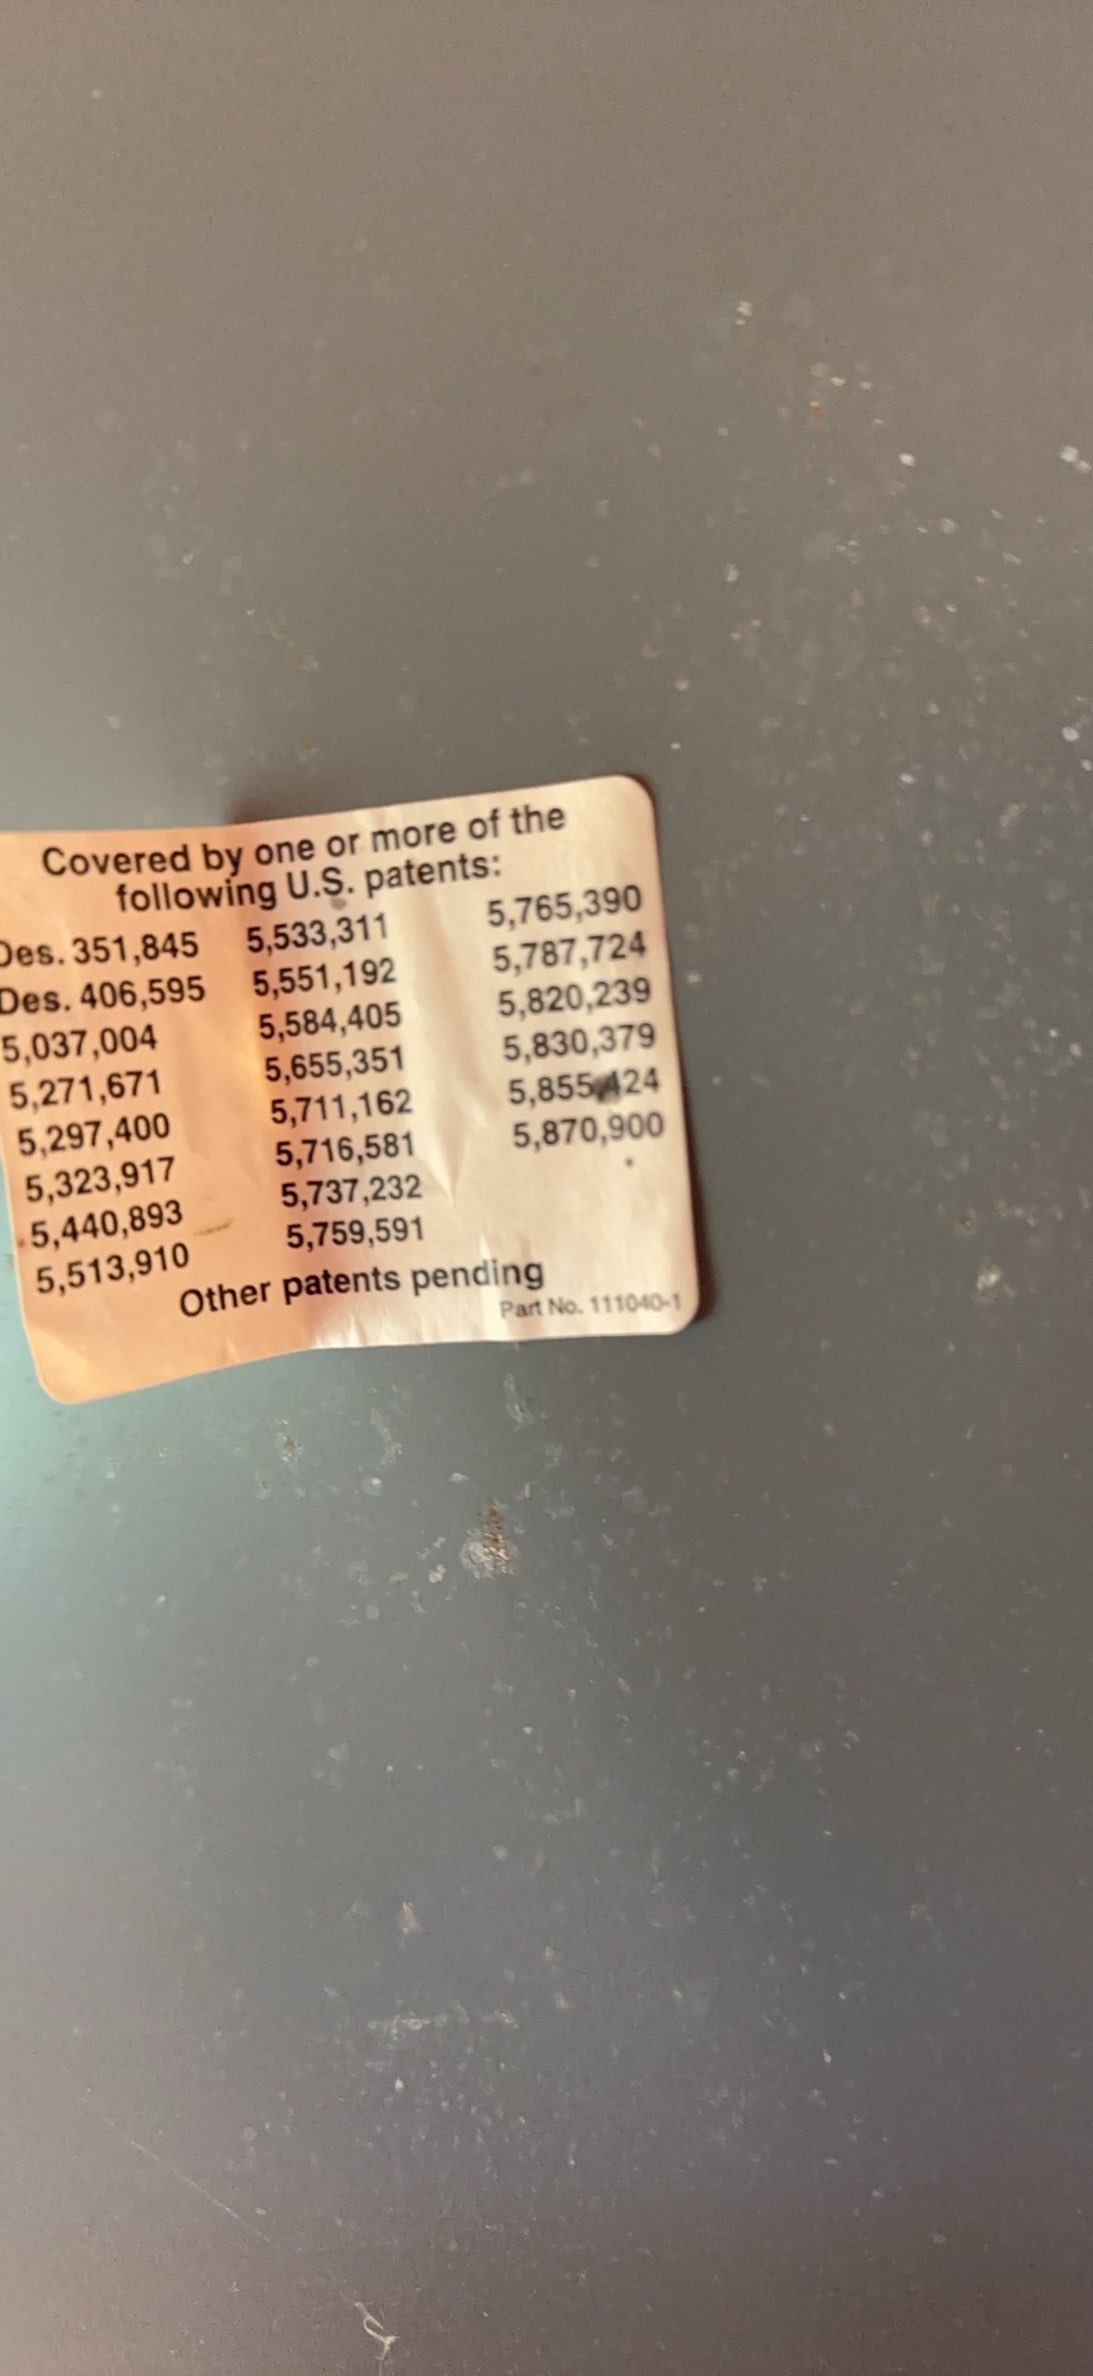 Covered by one or more of the
following U.S. patents:
Des. 351,845 5,533,311 5,765,390
Des. 406,595 5,551,192 5,787,724
5,037,004 5,584,405 5,820,239
5,271,671 5,655,351 5,830,379
5,297,400 5,711,162 5,855,424
5,323,917 5,716,581 5,870,900
5,440,893 5,737,232
5,513,910 5,759,591
Other patents pending
Part No. 111040-1